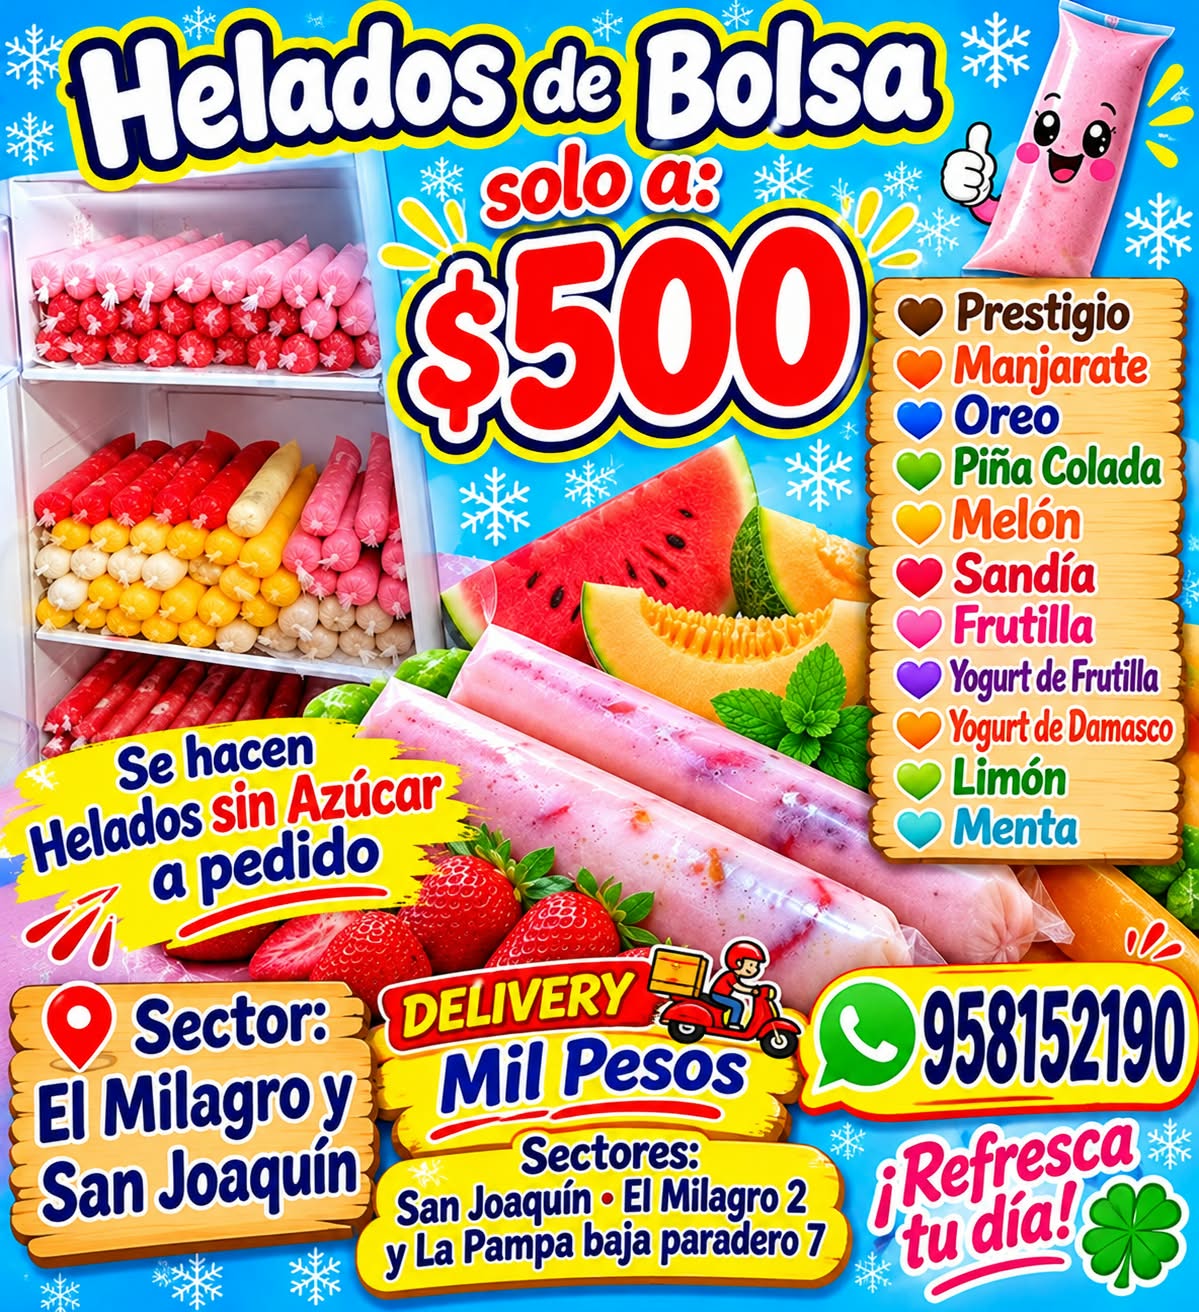 Helados de Bolsa
solo a:
$500
Prestigio
Manjarate
Oreo
Piña Colada
Melón
Sandía
Frutilla
Yogurt de Frutilla
Yogurt de Damasco
Limón
Menta
Se hacen
Helados sin Azúcar
a pedido
Sector:
El Milagro y
San Joaquín
DELIVERY
Mil Pesos
Sectores:
San Joaquín • El Milagro 2
y La Pampa baja paradero 7
958152190
¡Refresca
tu día!